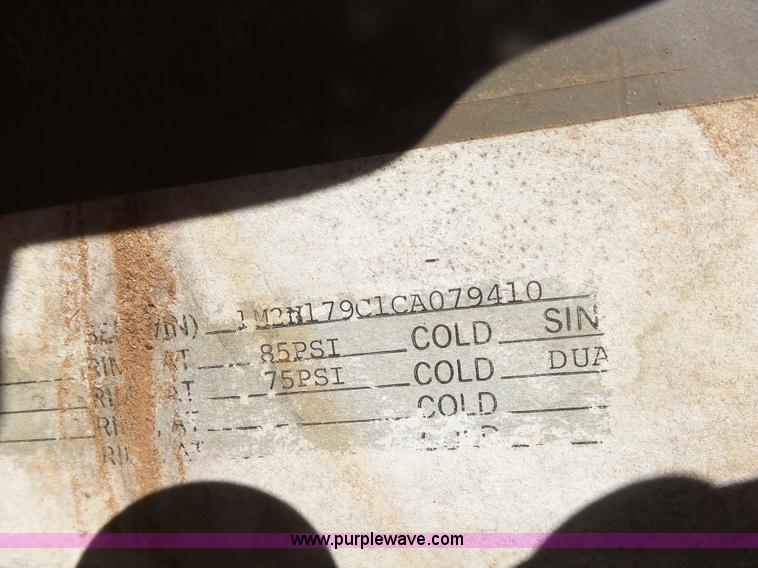 1M2N179C1CA079410
85PSI COLD SIN
75PSI COLD DUA
COLD
www.purplewave.com